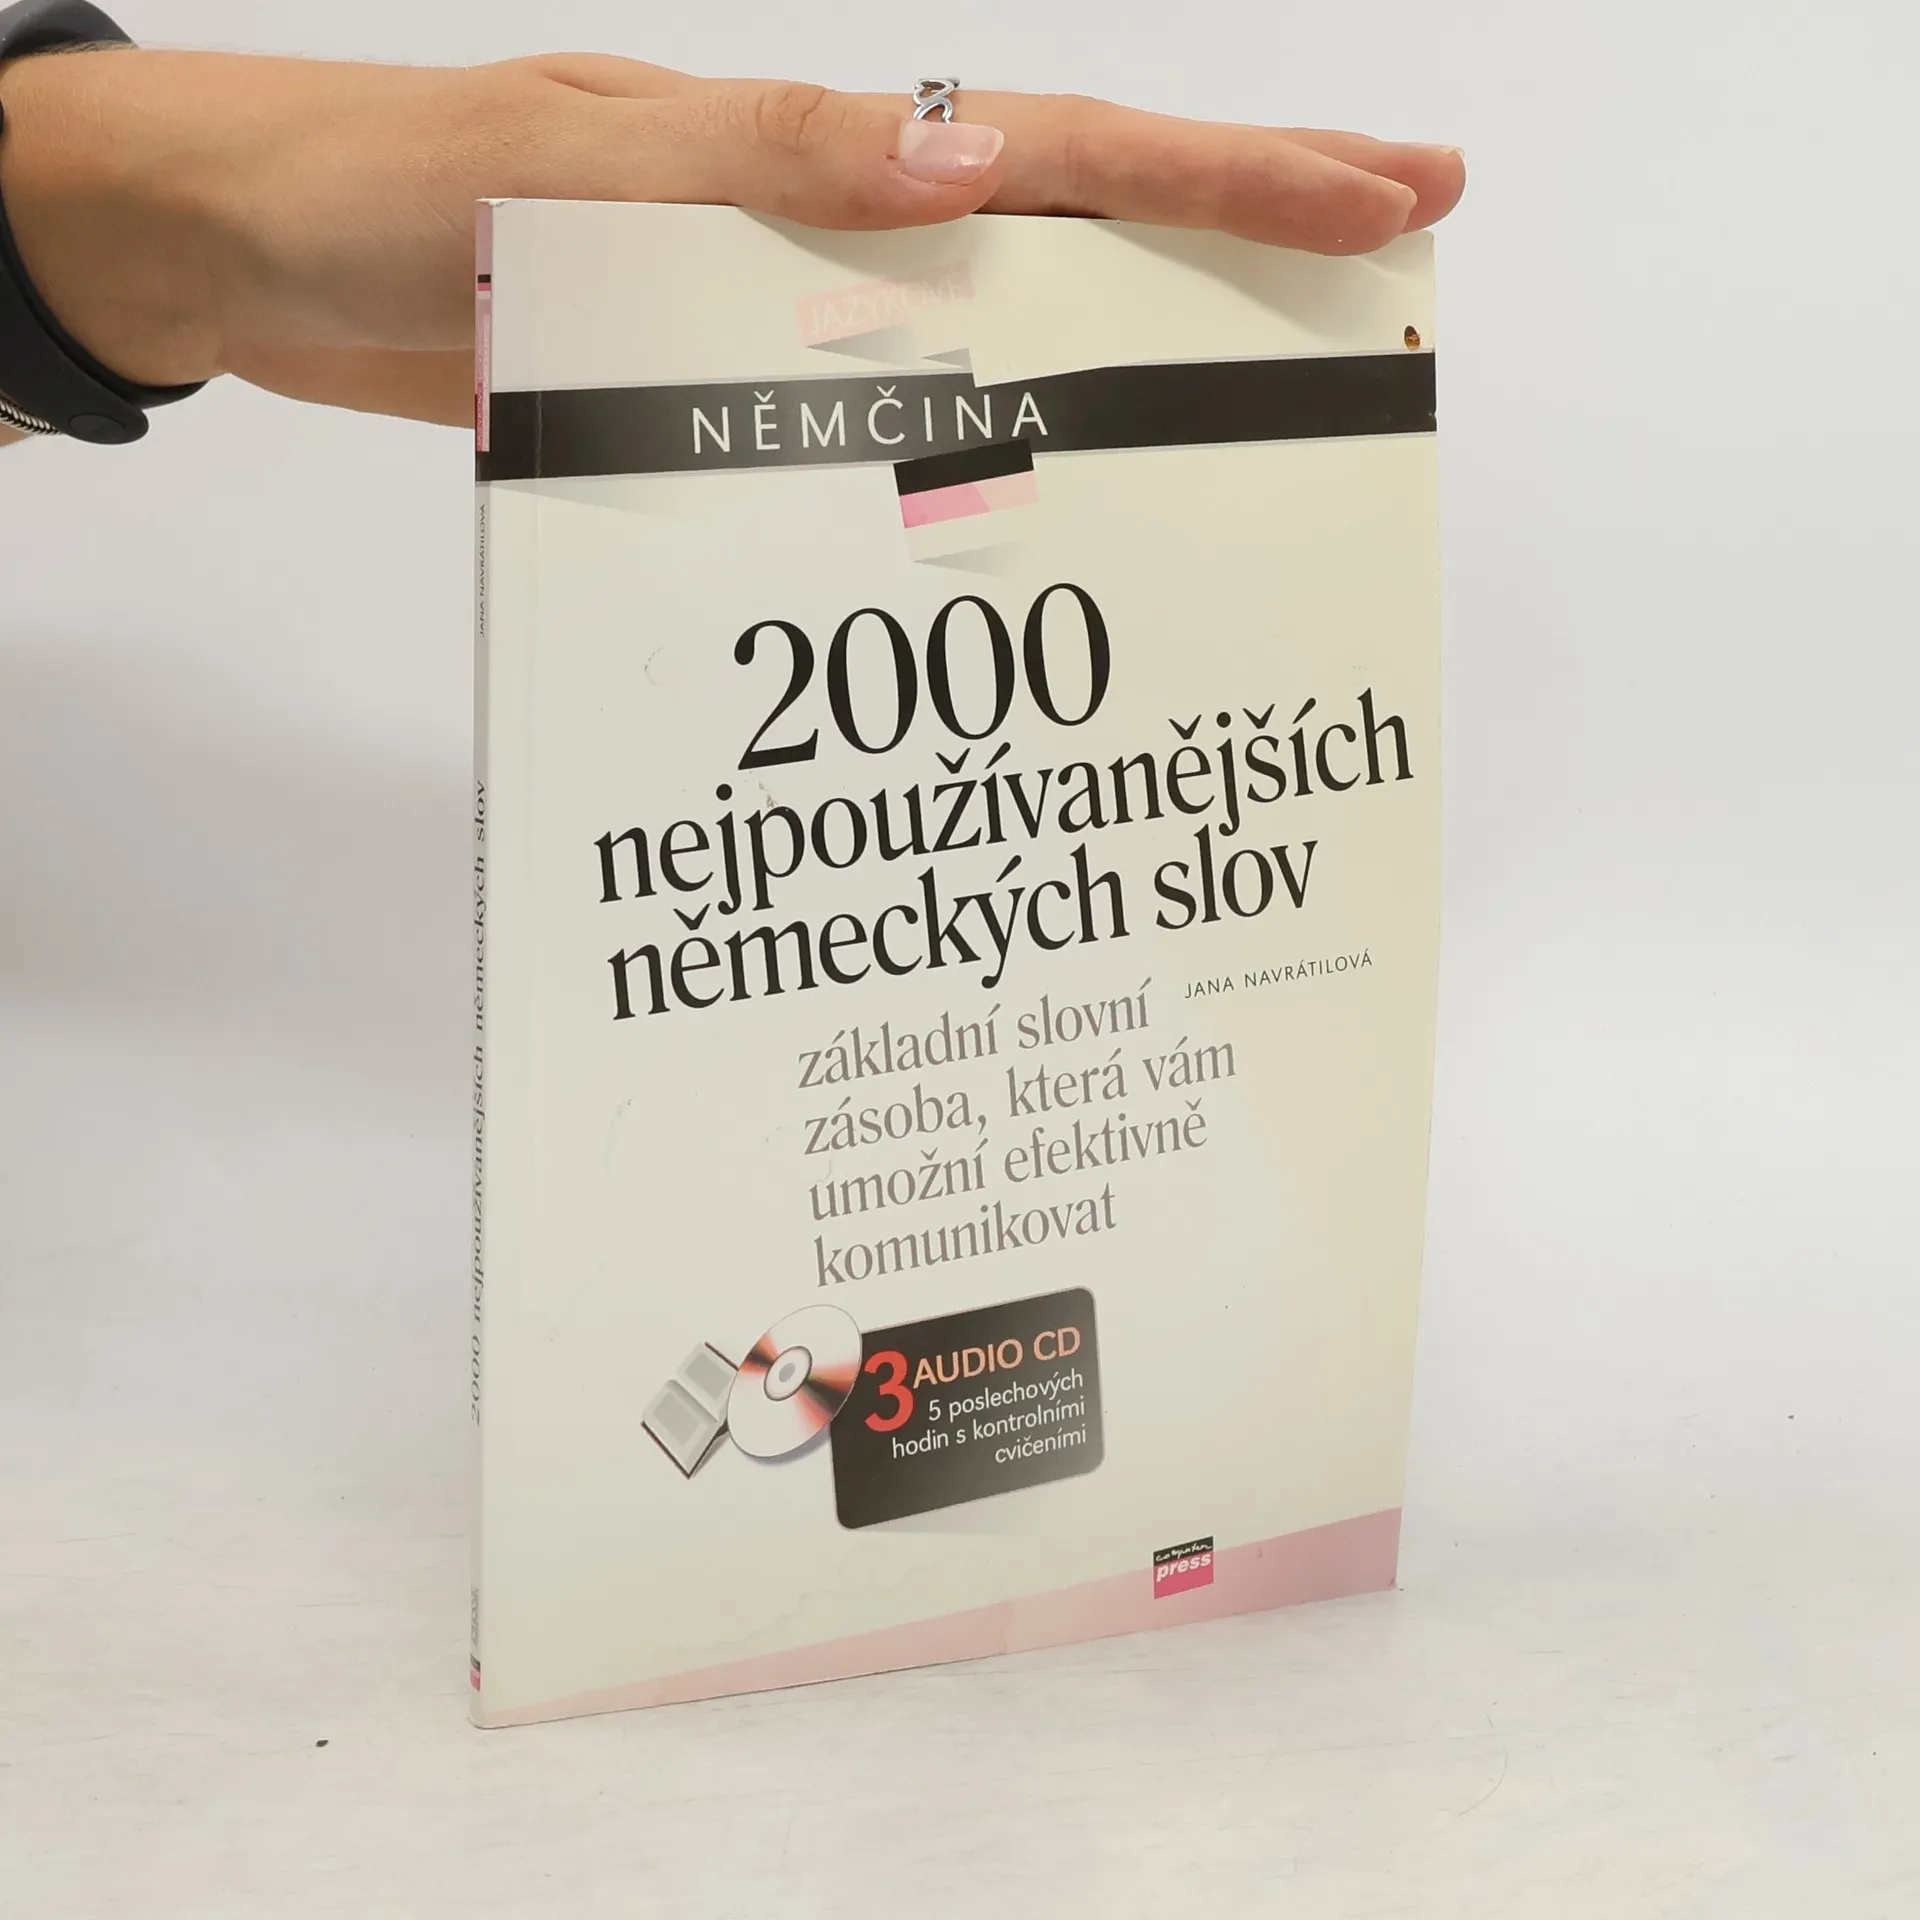 JAZYKOVÉ
NĚMČINA
2000
nejpoužívanějších
německých slov
JANA NAVRÁTILOVÁ
základní slovní
zásoba, která vám
umožní efektivně
komunikovat
3 AUDIO CD
5 poslechových
hodin s kontrolními
cvičeními
computer
press
JANA NAVRÁTILOVÁ
2000 nejpoužívanějších německých slov